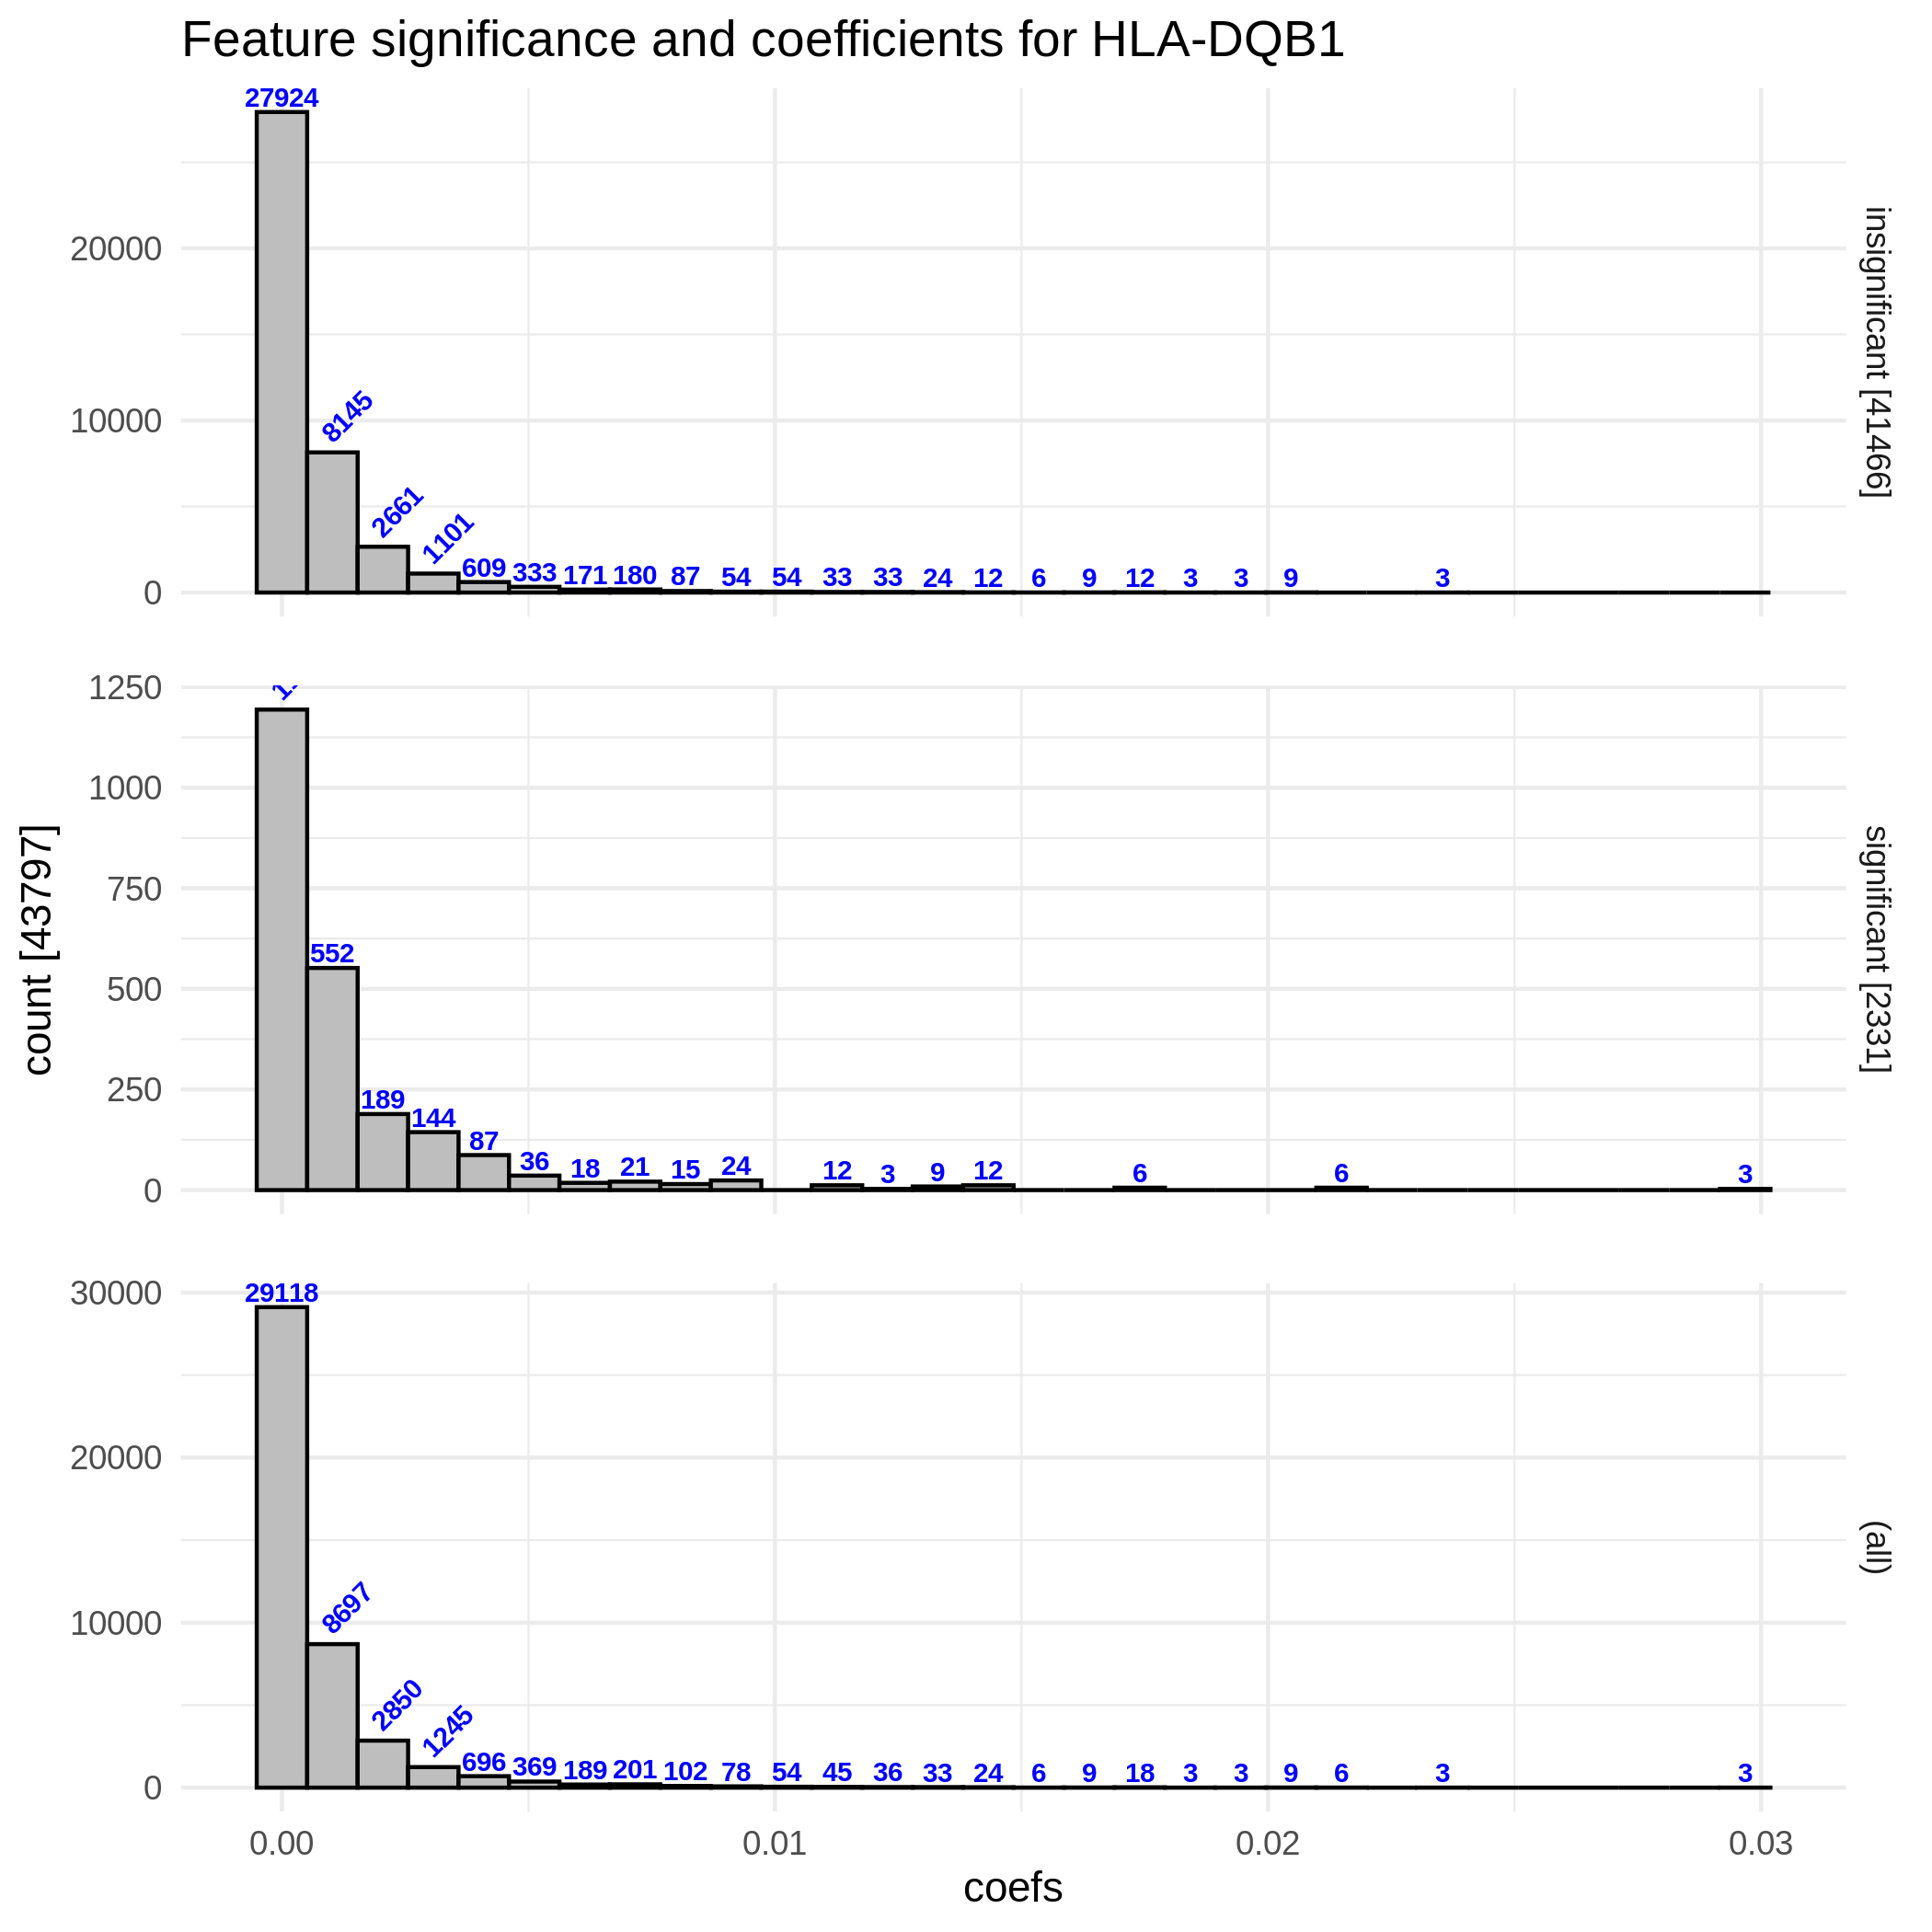 Feature significance and coefficients for HLA-DQB1
27924
8145
2661
1101
609 333 171 180 87 54 54 33 33 24 12 6 9 12 3 3 9 3
20000
10000
0
insignificant [41466]
552
189
144
87
36 18 21 15 24 12 3 9 12 6 6 3
1250
1000
750
500
250
0
significant [2331]
count [43797]
29118
8697
2850
1245
696 369 189 201 102 78 54 45 36 33 24 6 9 18 3 3 9 6 3 3
30000
20000
10000
0
(all)
0.00 0.01 0.02 0.03
coefs